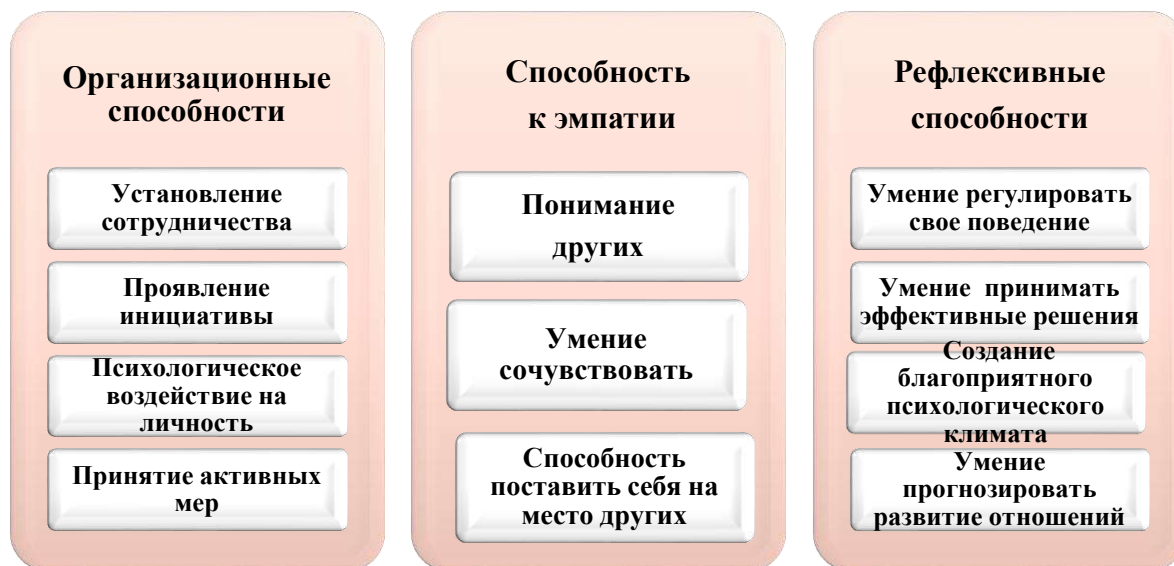 Организационные
способности
Установление
сотрудничества
Проявление
инициативы
Психологическое
воздействие на
личность
Принятие активных
мер
Способность
к эмпатии
Понимание
других
Умение
сочувствовать
Способность
поставить себя на
место других
Рефлексивные
способности
Умение регулировать
свое поведение
Умение принимать
эффективные решения
Создание
благоприятного
психологического
климата
Умение
прогнозировать
развитие отношений